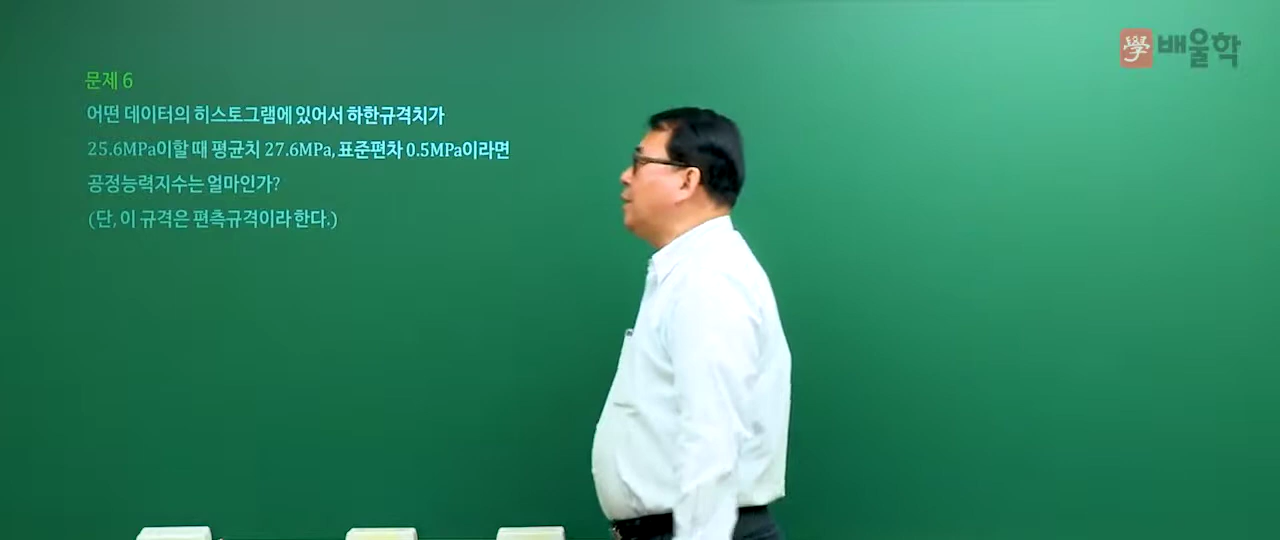 學 배울학
문제 6
어떤 데이터의 히스토그램에 있어서 하한규격치가
25.6MPa이할 때 평균치 27.6MPa, 표준편차 0.5MPa이라면
공정능력지수는 얼마인가?
(단, 이 규격은 편측규격이라 한다.)